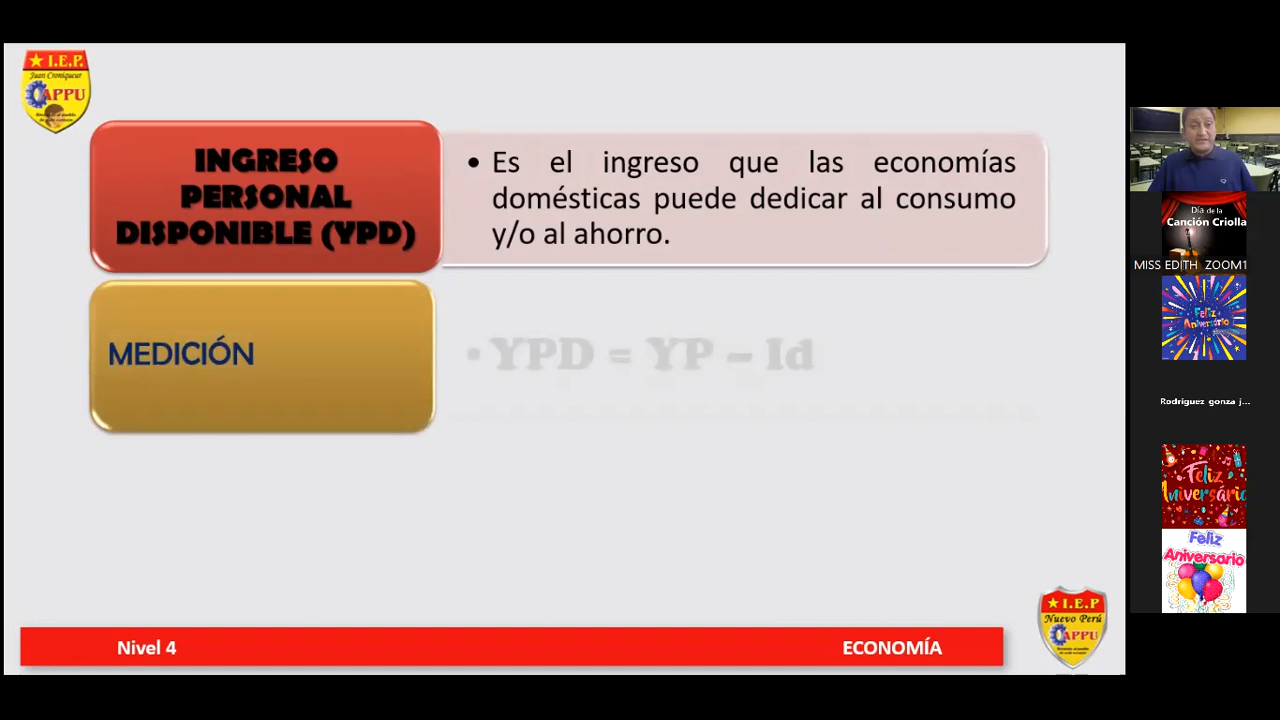 ★ I.E.P.
Juan Croniqueur
CAPPU
INGRESO
PERSONAL
DISPONIBLE (YPD)
• Es el ingreso que las economías
domésticas puede dedicar al consumo
y/o al ahorro.
MEDICIÓN
• YPD = YP – Id
Nivel 4
ECONOMÍA
★ I.E.P
Nuevo Perú
CAPPU
Día de la
Canción Criolla
MISS EDITH ZOOM1
Feliz
Aniversario
Rodriguez gonza j...
Feliz
Aniversário
Feliz
Aniversario